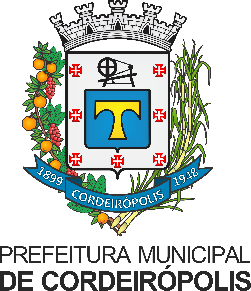 T
1899 CORDEIRÓPOLIS 1948
PREFEITURA MUNICIPAL
DE CORDEIRÓPOLIS